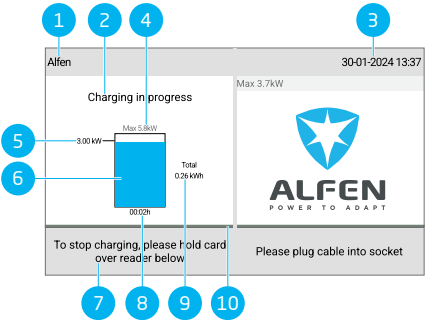 1
2
3
4
Alfen
30-01-2024 13:37
Charging in progress
Max 3.7kW
Max 5.8kW
5
3.00 kW
6
Total
0.26 kWh
00:02h
ALFEN
POWER TO ADAPT
To stop charging, please hold card
over reader below
Please plug cable into socket
7
8
9
10